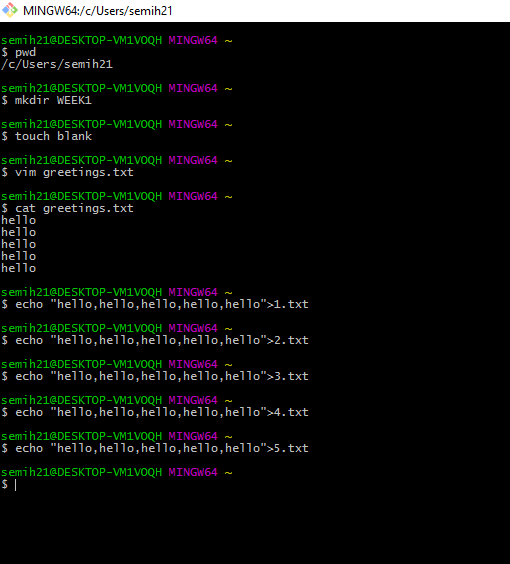 MINGW64:/c/Users/semih21
semih21@DESKTOP-VM1VOQH MINGW64 ~
$ pwd
/c/Users/semih21
semih21@DESKTOP-VM1VOQH MINGW64 ~
$ mkdir WEEK1
semih21@DESKTOP-VM1VOQH MINGW64 ~
$ touch blank
semih21@DESKTOP-VM1VOQH MINGW64 ~
$ vim greetings.txt
semih21@DESKTOP-VM1VOQH MINGW64 ~
$ cat greetings.txt
hello
hello
hello
hello
hello
semih21@DESKTOP-VM1VOQH MINGW64 ~
$ echo "hello,hello,hello,hello,hello">1.txt
semih21@DESKTOP-VM1VOQH MINGW64 ~
$ echo "hello,hello,hello,hello,hello">2.txt
semih21@DESKTOP-VM1VOQH MINGW64 ~
$ echo "hello,hello,hello,hello,hello">3.txt
semih21@DESKTOP-VM1VOQH MINGW64 ~
$ echo "hello,hello,hello,hello,hello">4.txt
semih21@DESKTOP-VM1VOQH MINGW64 ~
$ echo "hello,hello,hello,hello,hello">5.txt
semih21@DESKTOP-VM1VOQH MINGW64 ~
$